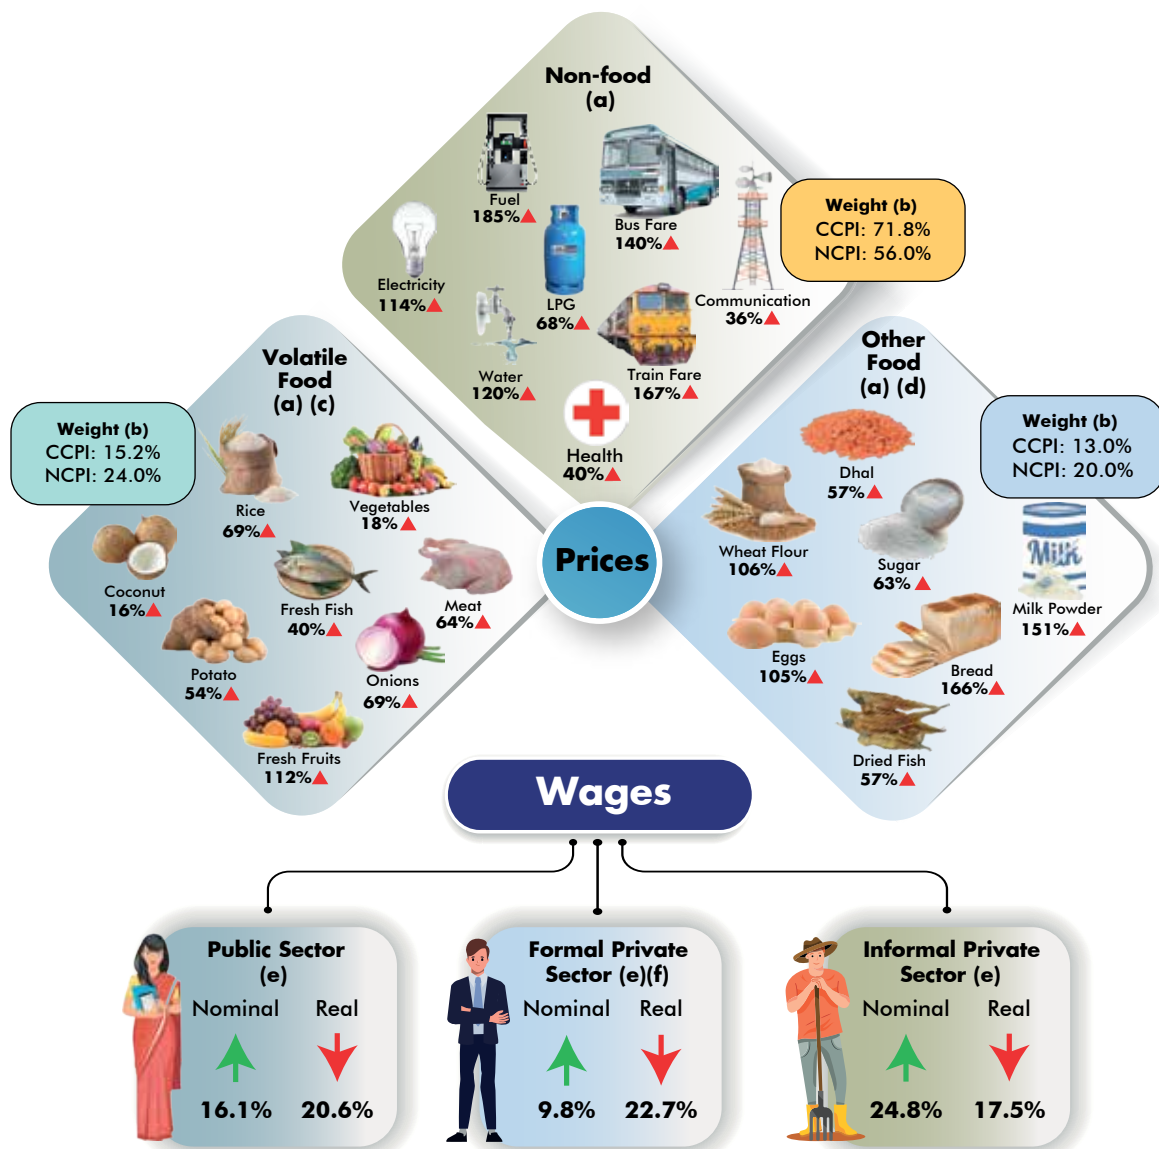 Non-food
(a)
Fuel
185%
Bus Fare
140%
Electricity
114%
LPG
68%
Communication
36%
Water
120%
Train Fare
167%
Health
40%
Weight (b)
CCPI: 71.8%
NCPI: 56.0%
Volatile
Food
(a) (c)
Weight (b)
CCPI: 15.2%
NCPI: 24.0%
Rice
69%
Vegetables
18%
Coconut
16%
Fresh Fish
40%
Meat
64%
Potato
54%
Onions
69%
Fresh Fruits
112%
Prices
Other
Food
(a) (d)
Weight (b)
CCPI: 13.0%
NCPI: 20.0%
Dhal
57%
Wheat Flour
106%
Sugar
63%
Milk
Milk Powder
151%
Eggs
105%
Bread
166%
Dried Fish
57%
Wages
Public Sector
(e)
Nominal Real
16.1% 20.6%
Formal Private
Sector (e)(f)
Nominal Real
9.8% 22.7%
Informal Private
Sector (e)
Nominal Real
24.8% 17.5%